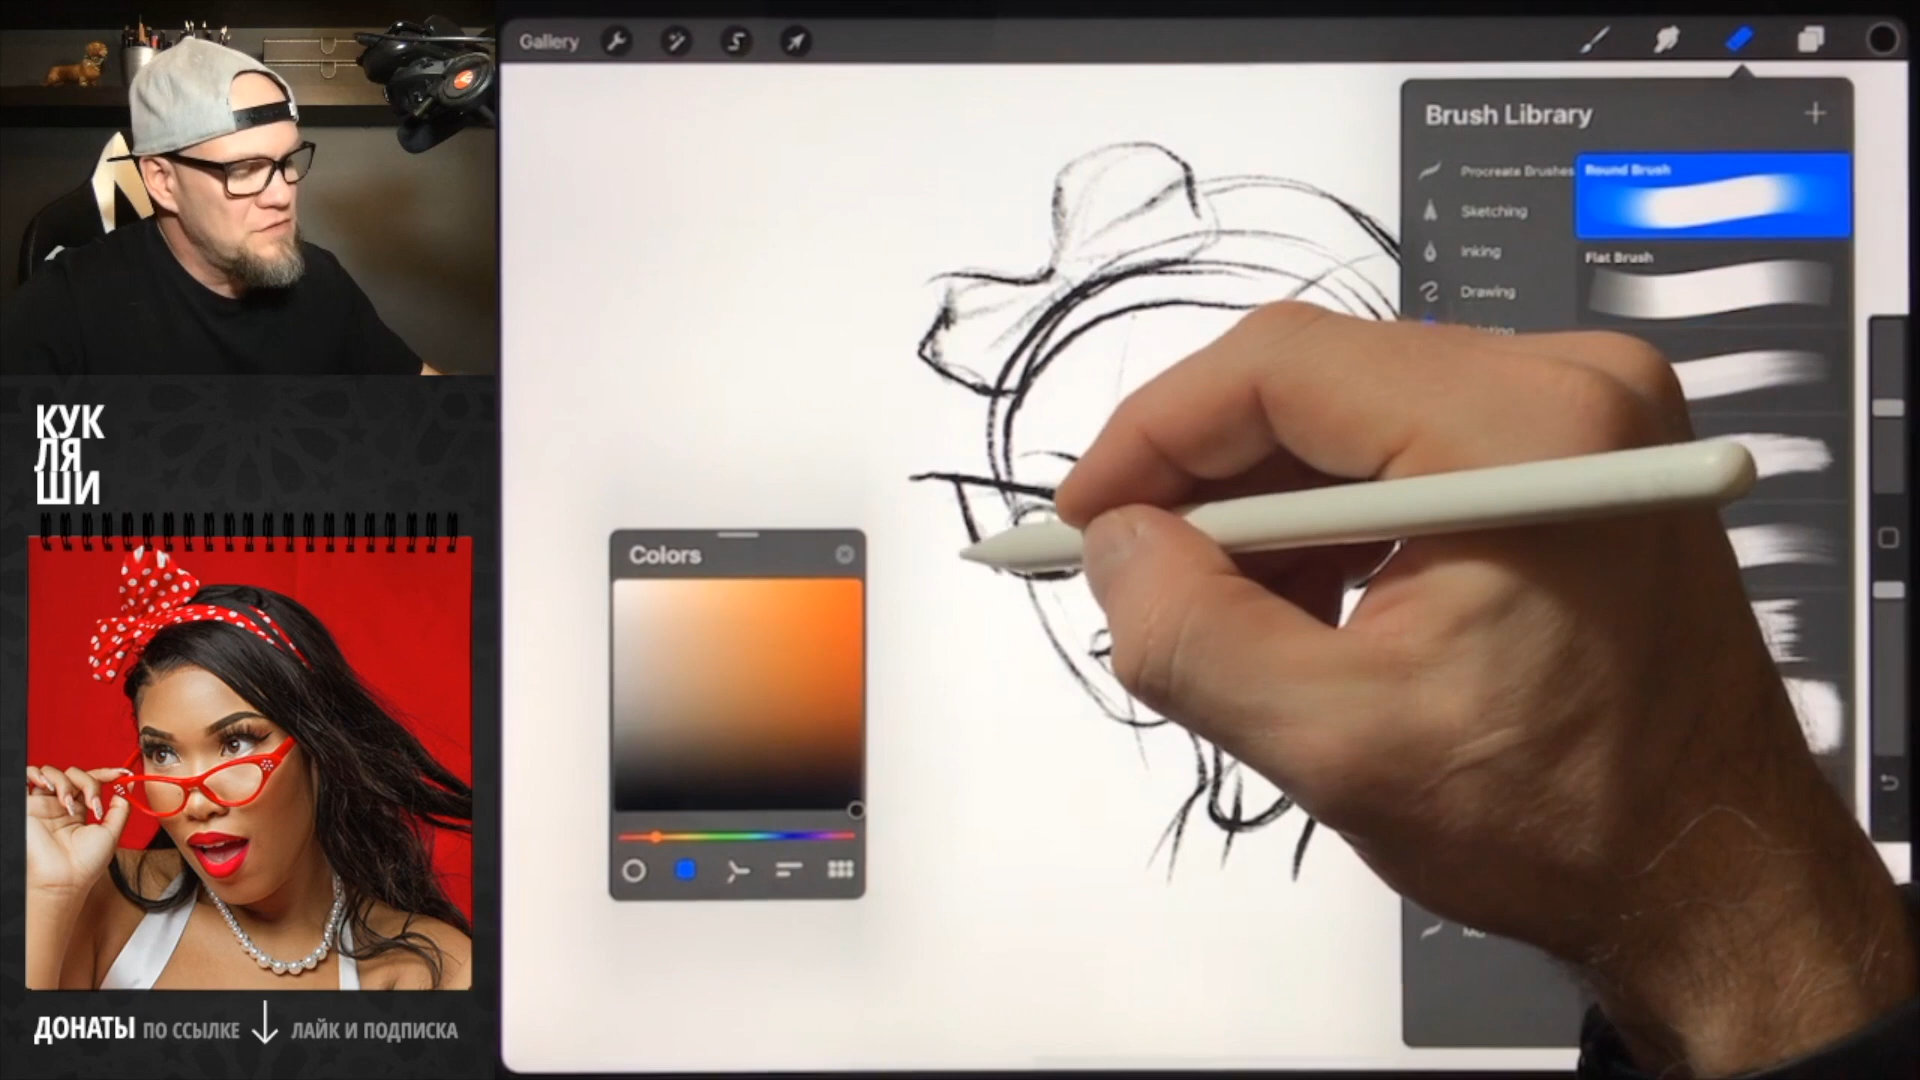 Gallery
Brush Library
Procreate Brushes
Round Brush
Sketching
Inking
Flat Brush
Drawing
Colors
КУК
ЛЯ
ШИ
ДОНАТЫ ПО ССЫЛКЕ ЛАЙК И ПОДПИСКА